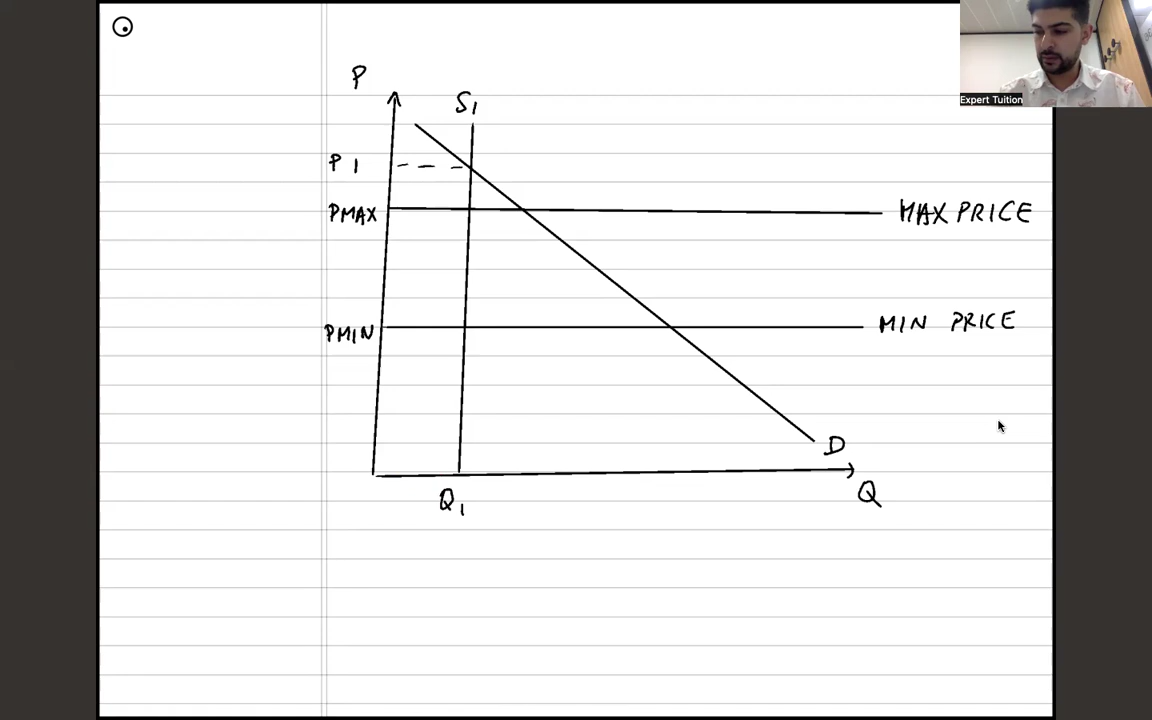 P
S1
Expert Tuition
P1
PMAX
MAX PRICE
PMIN
MIN PRICE
D
Q1
Q